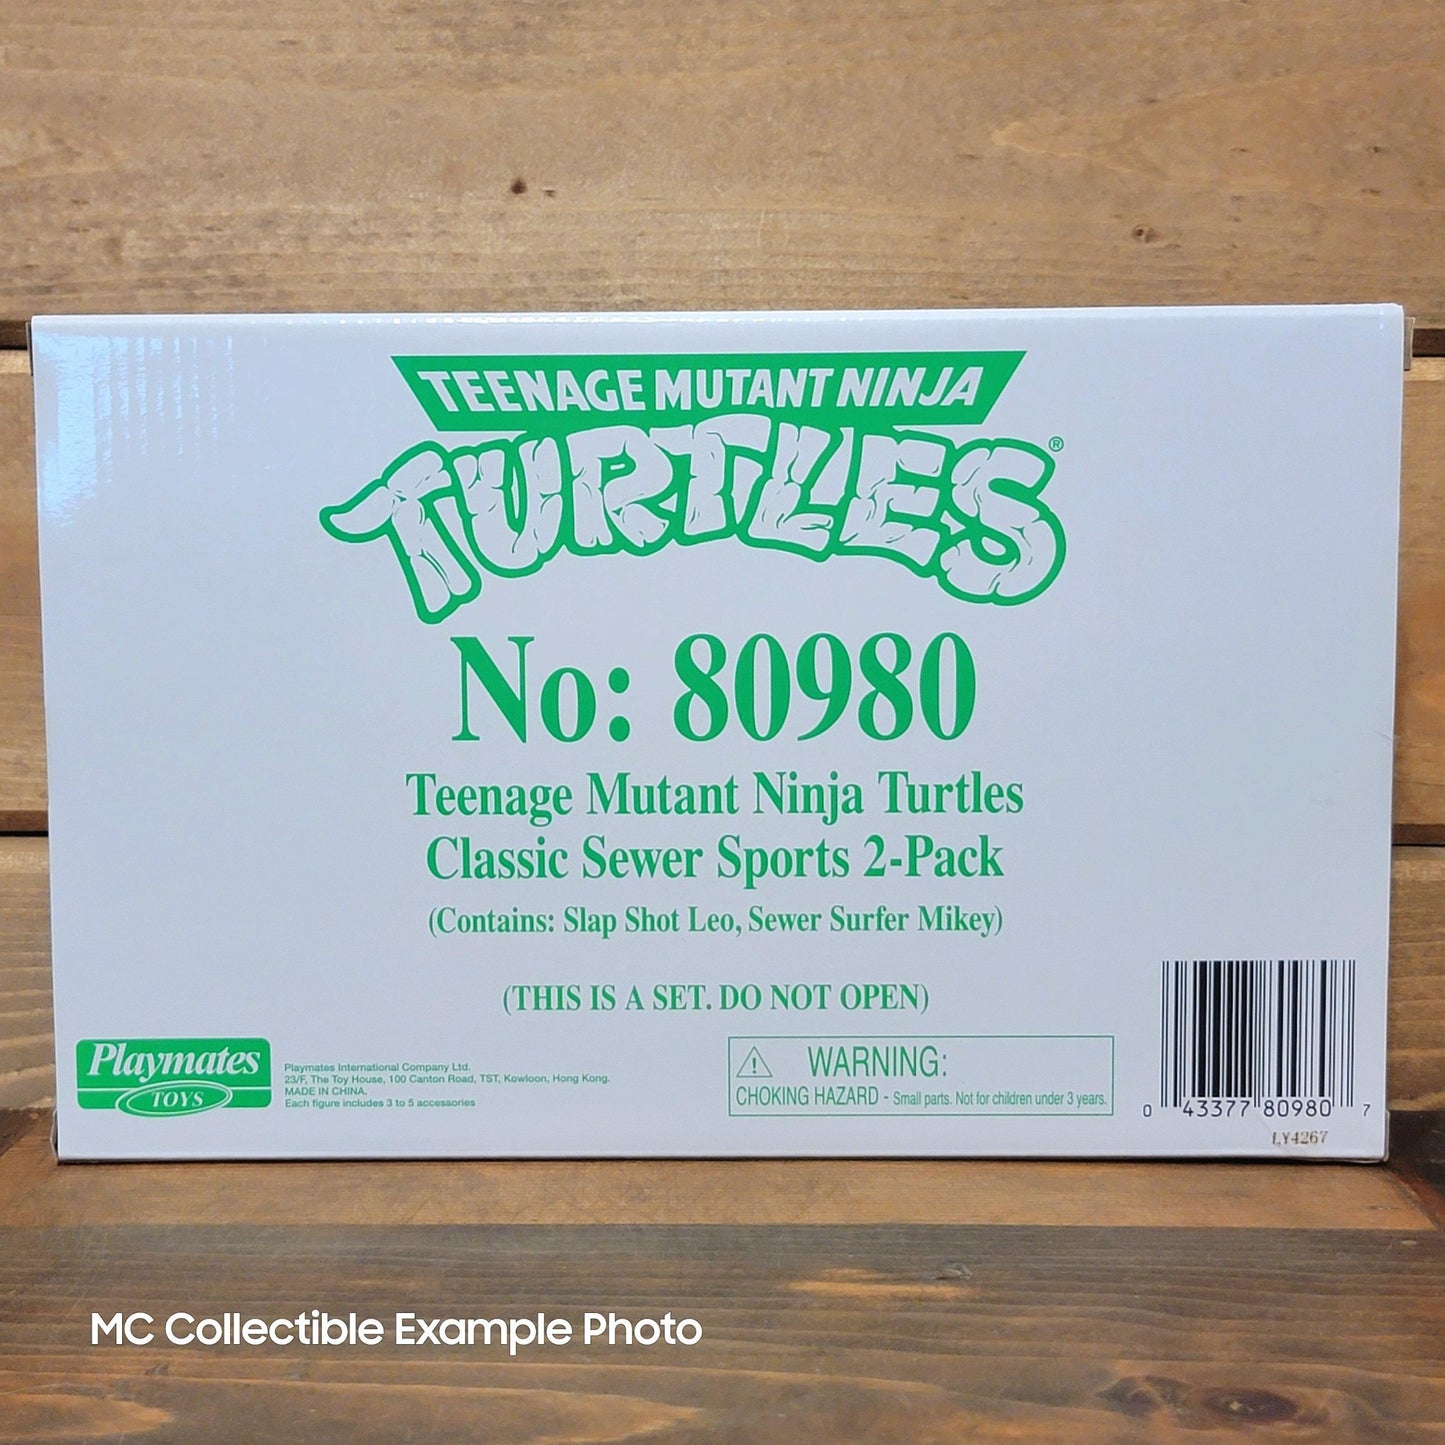 TEENAGE MUTANT NINJA
TURTLES®
No: 80980
Teenage Mutant Ninja Turtles
Classic Sewer Sports 2-Pack
(Contains: Slap Shot Leo, Sewer Surfer Mikey)
(THIS IS A SET. DO NOT OPEN)
Playmates
TOYS
Playmates International Company Ltd.
23/F, The Toy House, 100 Canton Road, TST, Kowloon, Hong Kong.
MADE IN CHINA.
Each figure includes 3 to 5 accessories
WARNING:
CHOKING HAZARD - Small parts. Not for children under 3 years.
0 43377 80980 7
LY4267
MC Collectible Example Photo